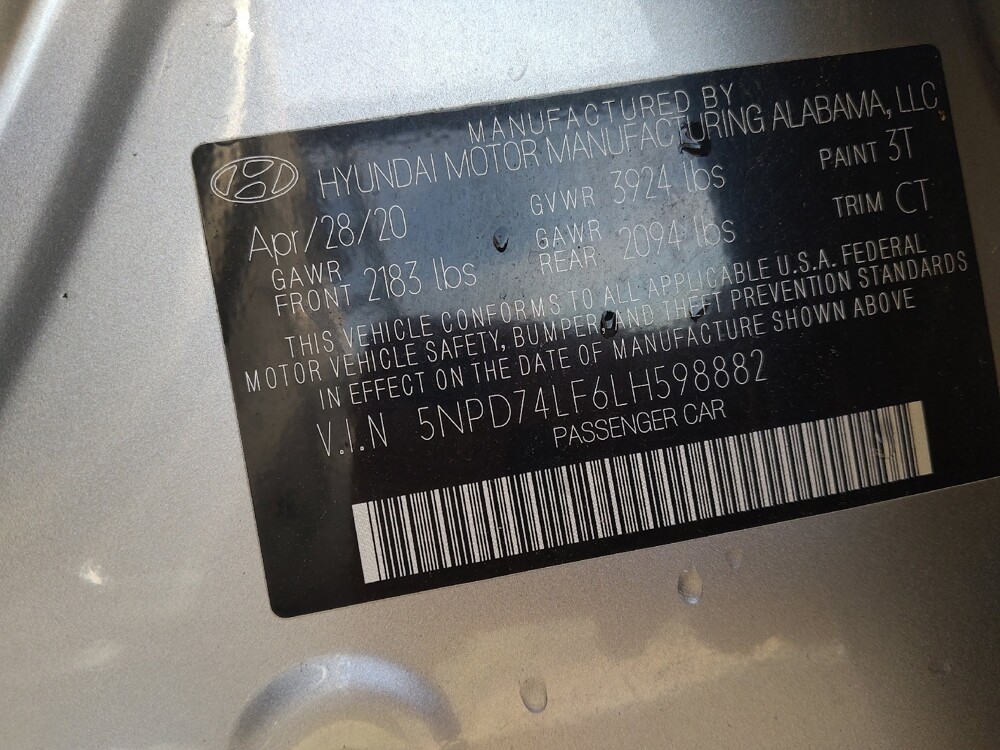 MANUFACTURED BY
HYUNDAI MOTOR MANUFACTURING ALABAMA, LLC
Apr/28/20 GVWR 3924 lbs PAINT 3T
GAWR FRONT 2183 lbs GAWR REAR 2094 lbs TRIM CT
THIS VEHICLE CONFORMS TO ALL APPLICABLE U.S.A. FEDERAL
MOTOR VEHICLE SAFETY, BUMPER, AND THEFT PREVENTION STANDARDS
IN EFFECT ON THE DATE OF MANUFACTURE SHOWN ABOVE
V.I.N 5NPD74LF6LH598882
PASSENGER CAR